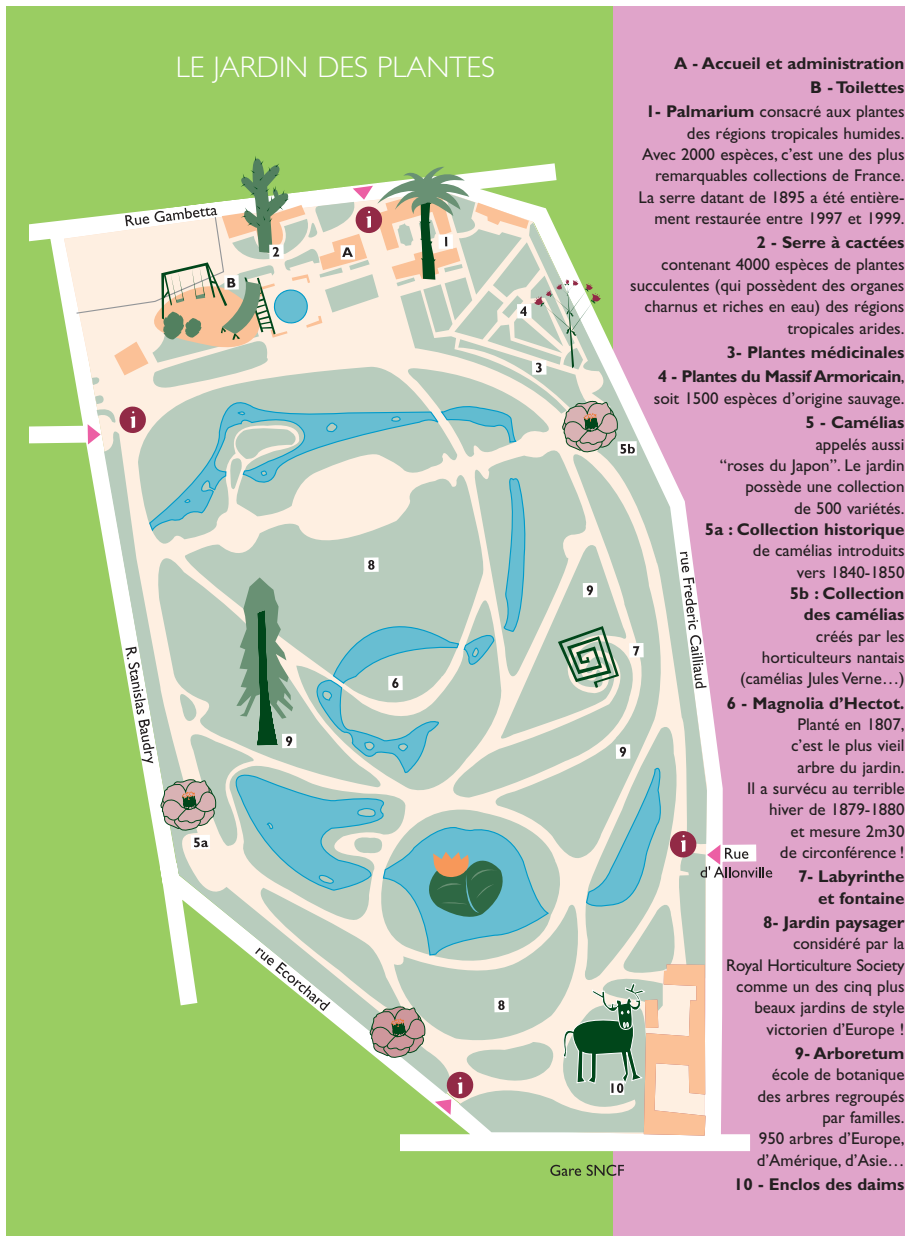 LE JARDIN DES PLANTES
Rue Gambetta
i
1
2
A
B
4
3
i
5b
8
9
7
6
9
9
rue Frederic Cailliaud
R. Stanislas Baudry
5a
i
Rue
d' Allonville
rue Ecorchard
8
10
i
Gare SNCF
A - Accueil et administration
B - Toilettes
1- Palmarium consacré aux plantes
des régions tropicales humides.
Avec 2000 espèces, c'est une des plus
remarquables collections de France.
La serre datant de 1895 a été entière-
ment restaurée entre 1997 et 1999.
2 - Serre à cactées
contenant 4000 espèces de plantes
succulentes (qui possèdent des organes
charnus et riches en eau) des régions
tropicales arides.
3- Plantes médicinales
4 - Plantes du Massif Armoricain,
soit 1500 espèces d'origine sauvage.
5 - Camélias
appelés aussi
“roses du Japon”. Le jardin
possède une collection
de 500 variétés.
5a : Collection historique
de camélias introduits
vers 1840-1850
5b : Collection
des camélias
créés par les
horticulteurs nantais
(camélias Jules Verne…)
6 - Magnolia d'Hectot.
Planté en 1807,
c'est le plus vieil
arbre du jardin.
Il a survécu au terrible
hiver de 1879-1880
et mesure 2m30
de circonférence !
7- Labyrinthe
et fontaine
8- Jardin paysager
considéré par la
Royal Horticulture Society
comme un des cinq plus
beaux jardins de style
victorien d'Europe !
9- Arboretum
école de botanique
des arbres regroupés
par familles.
950 arbres d'Europe,
d'Amérique, d'Asie…
10 - Enclos des daims